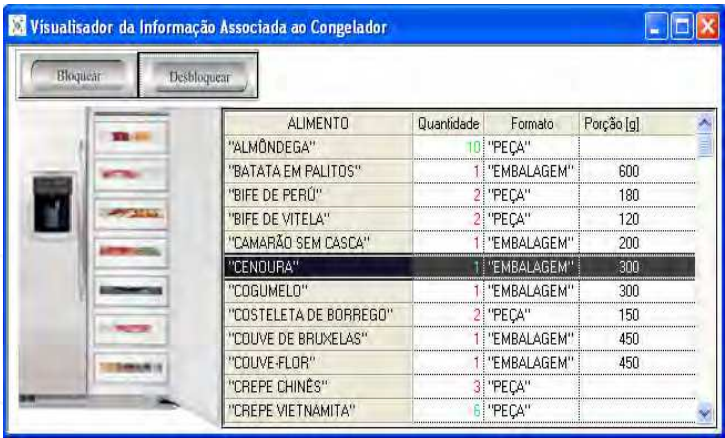 Vísualisador da Informação Associada ao Congelador
Bloquear Desbloquear
ALIMENTO Quantidade Formato Porção [g]
"ALMÔNDEGA" 10 "PEÇA"
"BATATA EM PALITOS" 1 "EMBALAGEM" 600
"BIFE DE PERÚ" 2 "PEÇA" 180
"BIFE DE VITELA" 2 "PEÇA" 120
"CAMARÃO SEM CASCA" 1 "EMBALAGEM" 200
"CENOURA" 1 "EMBALAGEM" 300
"COGUMELO" 1 "EMBALAGEM" 300
"COSTELETA DE BORREGO" 2 "PEÇA" 150
"COUVE DE BRUXELAS" 1 "EMBALAGEM" 450
"COUVE-FLOR" 1 "EMBALAGEM" 450
"CREPE CHINÊS" 3 "PEÇA"
"CREPE VIETNAMITA" 6 "PEÇA"